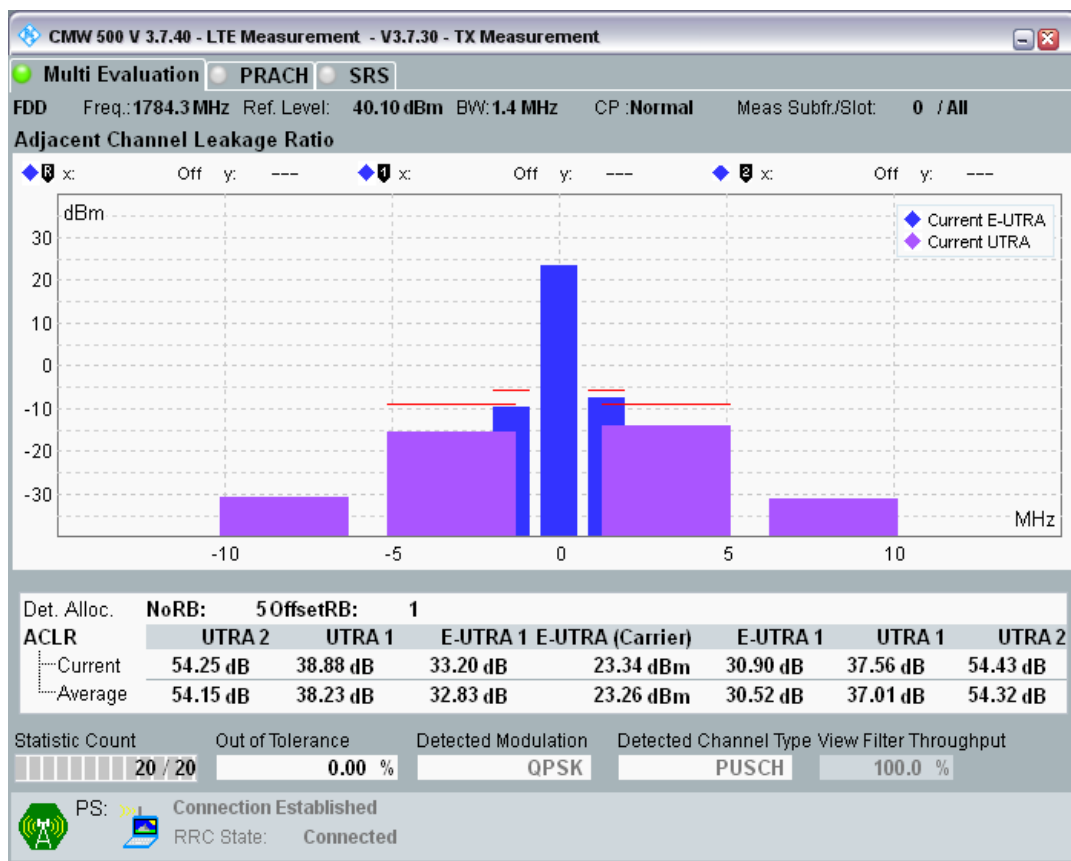 CMW 500 V 3.7.40 - LTE Measurement - V3.7.30 - TX Measurement
Multi Evaluation PRACH SRS
FDD Freq.: 1784.3 MHz Ref. Level: 40.10 dBm BW: 1.4 MHz CP :Normal Meas Subfr./Slot: 0 / All
Adjacent Channel Leakage Ratio
R x: Off y: --- 1 x: Off y: --- 2 x: Off y: ---
dBm
Current E-UTRA
Current UTRA
30
20
10
0
-10
-20
-30
MHz
-10 -5 0 5 10
Det. Alloc. NoRB: 5 OffsetRB: 1
ACLR UTRA 2 UTRA 1 E-UTRA 1 E-UTRA (Carrier) E-UTRA 1 UTRA 1 UTRA 2
Current 54.25 dB 38.88 dB 33.20 dB 23.34 dBm 30.90 dB 37.56 dB 54.43 dB
Average 54.15 dB 38.23 dB 32.83 dB 23.26 dBm 30.52 dB 37.01 dB 54.32 dB
Statistic Count Out of Tolerance Detected Modulation Detected Channel Type View Filter Throughput
20 / 20 0.00 % QPSK PUSCH 100.0 %
PS: Connection Established
RRC State: Connected